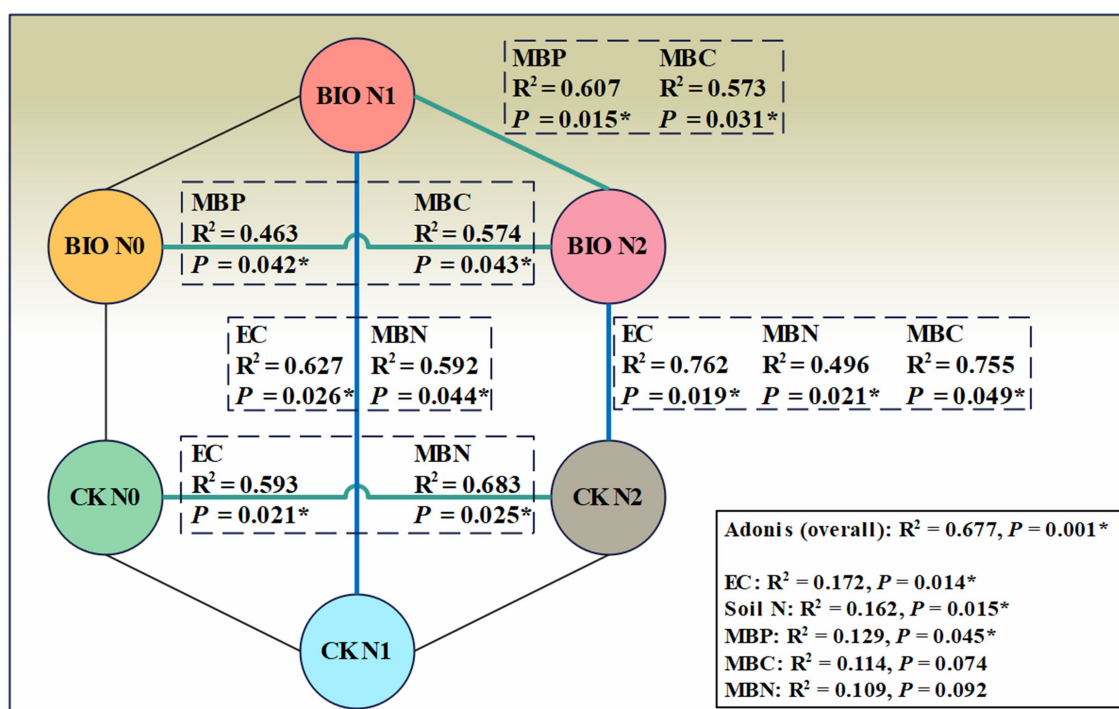 BIO N1
MBP MBC
R² = 0.607 R² = 0.573
P = 0.015* P = 0.031*
BIO N0
MBP MBC
R² = 0.463 R² = 0.574
P = 0.042* P = 0.043*
BIO N2
EC MBN
R² = 0.627 R² = 0.592
P = 0.026* P = 0.044*
EC MBN MBC
R² = 0.762 R² = 0.496 R² = 0.755
P = 0.019* P = 0.021* P = 0.049*
CK N0
EC MBN
R² = 0.593 R² = 0.683
P = 0.021* P = 0.025*
CK N2
CK N1
Adonis (overall): R² = 0.677, P = 0.001*
EC: R² = 0.172, P = 0.014*
Soil N: R² = 0.162, P = 0.015*
MBP: R² = 0.129, P = 0.045*
MBC: R² = 0.114, P = 0.074
MBN: R² = 0.109, P = 0.092